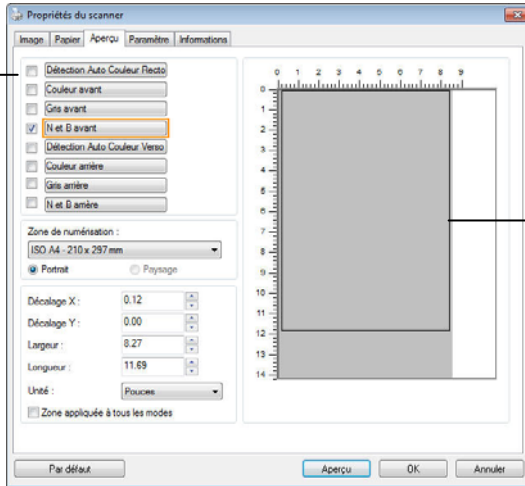 Propriétés du scanner
Image Papier Aperçu Paramètre Informations
Détection Auto Couleur Recto
Couleur avant
Gris avant
N et B avant
Détection Auto Couleur Verso
Couleur arrière
Gris arrière
N et B arrière
Zone de numérisation :
ISO A4 - 210 x 297 mm
Portrait Paysage
Décalage X : 0.12
Décalage Y : 0.00
Largeur : 8.27
Longueur : 11.69
Unité : Pouces
Zone appliquée à tous les modes
0 1 2 3 4 5 6 7 8 9
0
1
2
3
4
5
6
7
8
9
10
11
12
13
14
Par défaut Aperçu OK Annuler